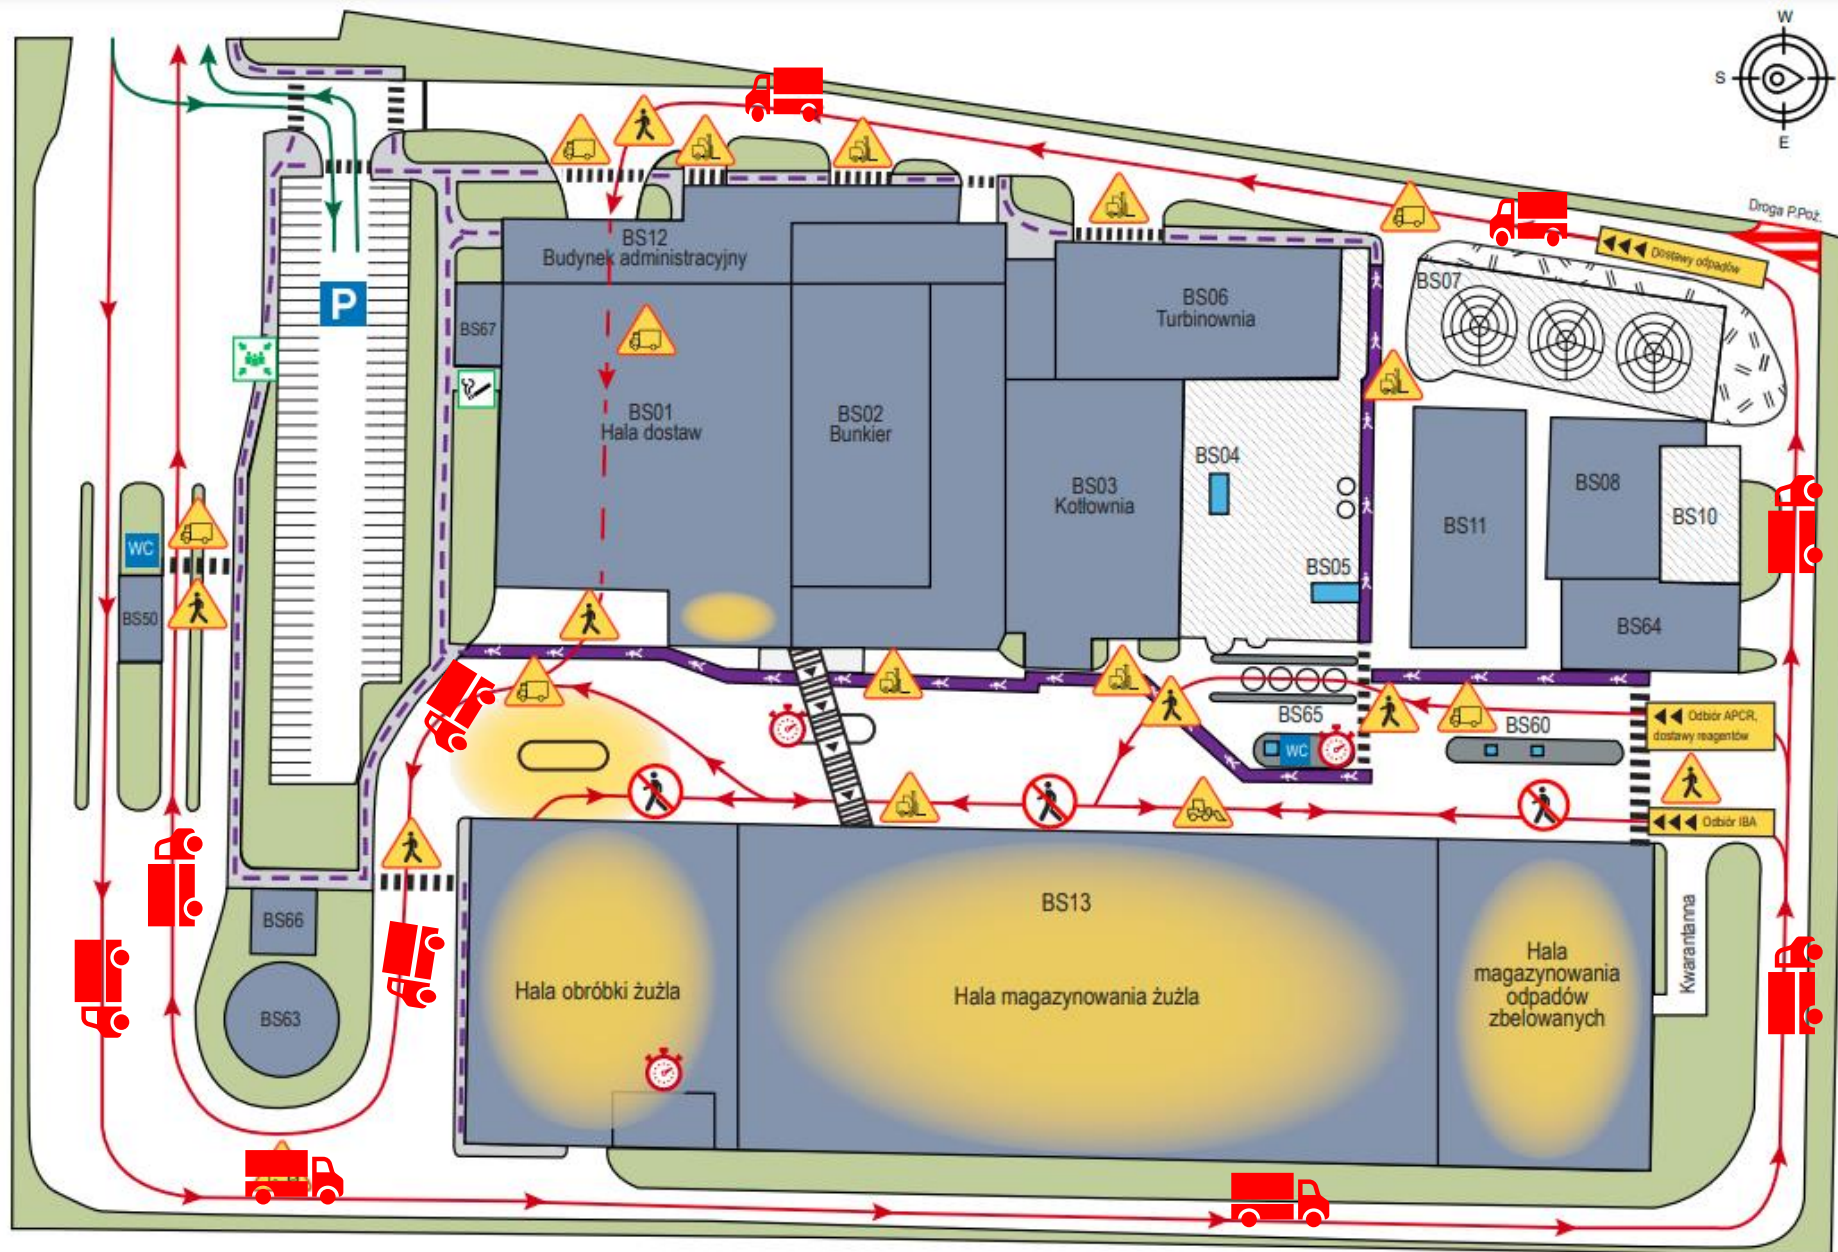 W
S
E
Droga P.Poż.
Dostawy odpadów
BS12
Budynek administracyjny
BS07
BS06
Turbinownia
P
BS67
BS01
Hala dostaw
BS02
Bunkier
BS04
BS03
Kotłownia
BS08
BS10
BS11
WC
BS05
BS50
BS64
BS65
BS60
Odbiór APCR,
dostawy reagentów
WC
Odbiór IBA
BS66
BS13
Kwarantanna
Hala
magazynowania
odpadów
zbelowanych
Hala obróbki żużla
Hala magazynowania żużla
BS63